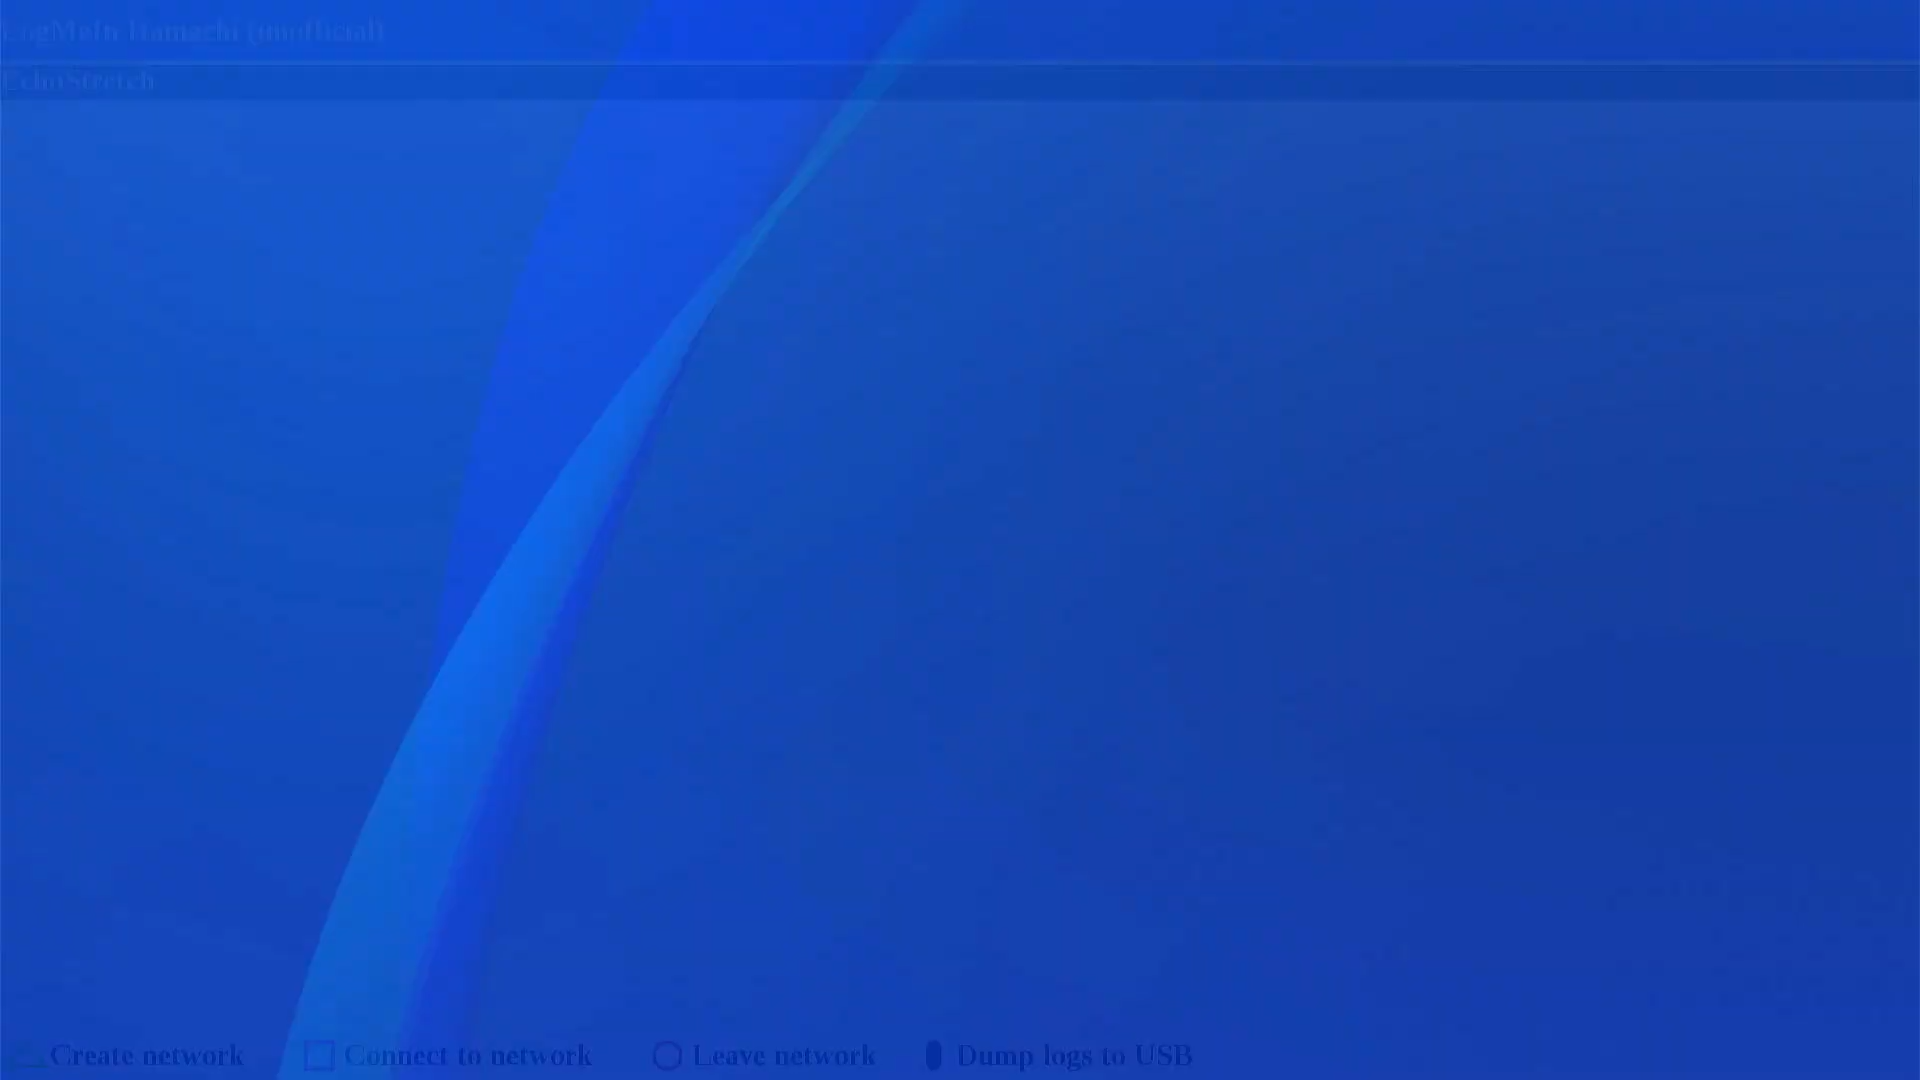 LogMeIn Hamachi (unofficial)
EchoStretch
Create network Connect to network Leave network Dump logs to USB